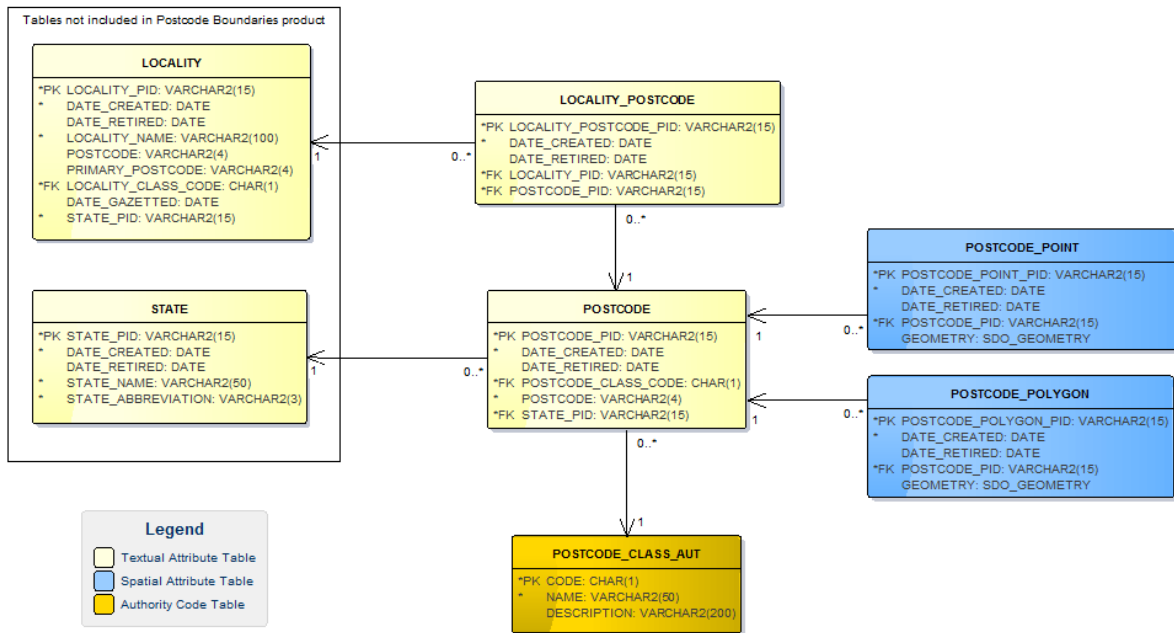 Tables not included in Postcode Boundaries product
LOCALITY
*PK LOCALITY_PID: VARCHAR2(15)
* DATE_CREATED: DATE
DATE_RETIRED: DATE
* LOCALITY_NAME: VARCHAR2(100)
POSTCODE: VARCHAR2(4)
PRIMARY_POSTCODE: VARCHAR2(4)
*FK LOCALITY_CLASS_CODE: CHAR(1)
DATE_GAZETTED: DATE
* STATE_PID: VARCHAR2(15)
1
0..*
LOCALITY_POSTCODE
*PK LOCALITY_POSTCODE_PID: VARCHAR2(15)
* DATE_CREATED: DATE
DATE_RETIRED: DATE
*FK LOCALITY_PID: VARCHAR2(15)
*FK POSTCODE_PID: VARCHAR2(15)
0..*
1
STATE
*PK STATE_PID: VARCHAR2(15)
* DATE_CREATED: DATE
DATE_RETIRED: DATE
* STATE_NAME: VARCHAR2(50)
* STATE_ABBREVIATION: VARCHAR2(3)
1
0..*
POSTCODE
*PK POSTCODE_PID: VARCHAR2(15)
* DATE_CREATED: DATE
DATE_RETIRED: DATE
*FK POSTCODE_CLASS_CODE: CHAR(1)
* POSTCODE: VARCHAR2(4)
*FK STATE_PID: VARCHAR2(15)
1
0..*
1
0..*
POSTCODE_POINT
*PK POSTCODE_POINT_PID: VARCHAR2(15)
* DATE_CREATED: DATE
DATE_RETIRED: DATE
*FK POSTCODE_PID: VARCHAR2(15)
GEOMETRY: SDO_GEOMETRY
POSTCODE_POLYGON
*PK POSTCODE_POLYGON_PID: VARCHAR2(15)
* DATE_CREATED: DATE
DATE_RETIRED: DATE
*FK POSTCODE_PID: VARCHAR2(15)
GEOMETRY: SDO_GEOMETRY
0..*
1
POSTCODE_CLASS_AUT
*PK CODE: CHAR(1)
* NAME: VARCHAR2(50)
DESCRIPTION: VARCHAR2(200)
Legend
Textual Attribute Table
Spatial Attribute Table
Authority Code Table